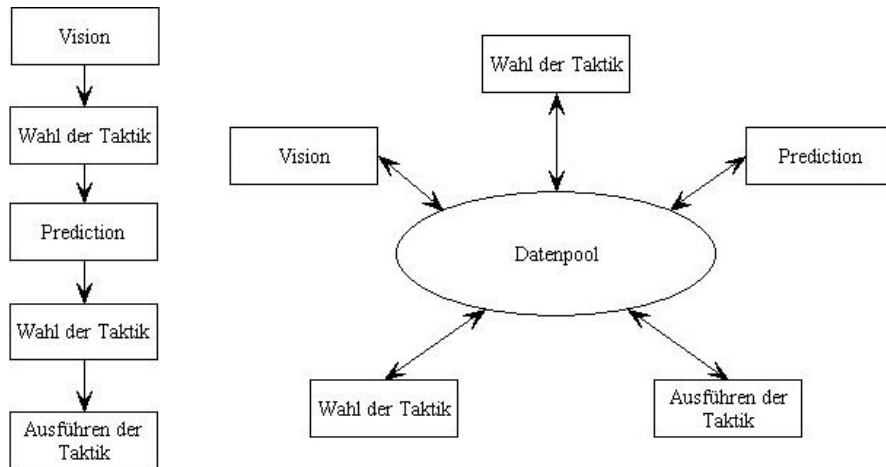 Vision
Wahl der Taktik
Prediction
Wahl der Taktik
Ausführen der
Taktik
Wahl der Taktik
Vision
Prediction
Datenpool
Wahl der Taktik
Ausführen der
Taktik